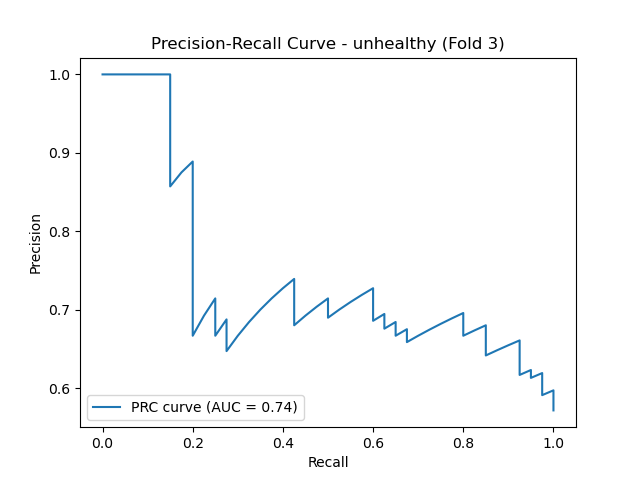 Precision-Recall Curve - unhealthy (Fold 3)
1.0
0.9
0.8
0.7
0.6
Precision
PRC curve (AUC = 0.74)
0.0 0.2 0.4 0.6 0.8 1.0
Recall